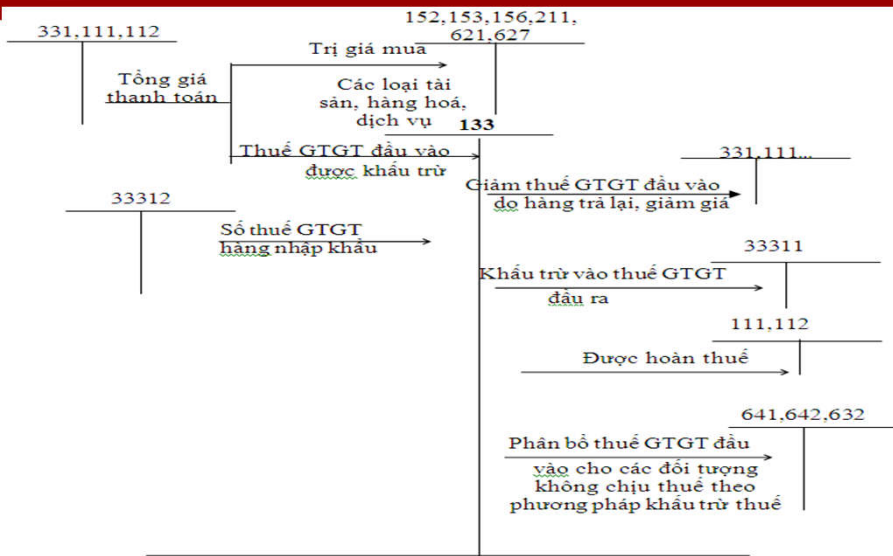 331,111,112
152,153,156,211,
621,627
Trị giá mua
Tổng giá
thanh toán
Các loại tài
sản, hàng hoá,
dịch vụ
133
Thuế GTGT đầu vào
được khấu trừ
331,111...
Giảm thuế GTGT đầu vào
do hàng trả lại, giảm giá
33312
Số thuế GTGT
hàng nhập khẩu
33311
Khấu trừ vào thuế GTGT
đầu ra
111,112
Được hoàn thuế
641,642,632
Phân bổ thuế GTGT đầu
vào cho các đối tượng
không chịu thuế theo
phương pháp khấu trừ thuế